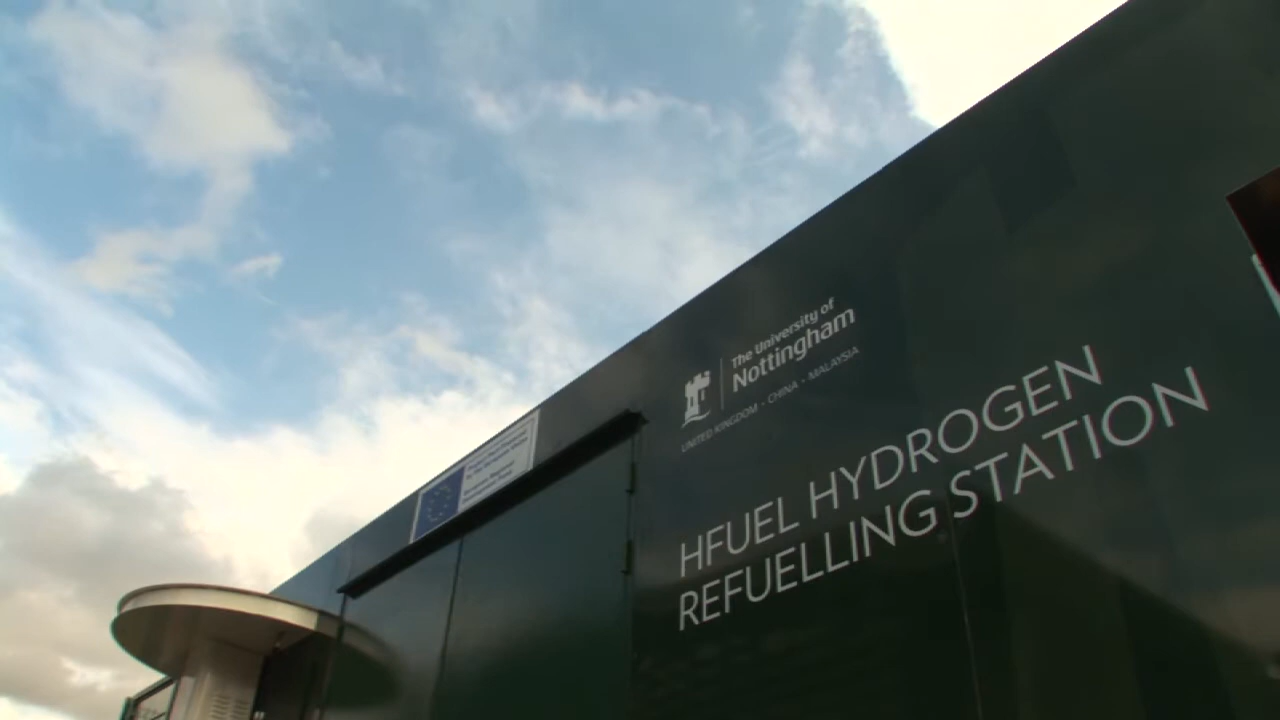 The University of
Nottingham
UNITED KINGDOM · CHINA · MALAYSIA
HFUEL HYDROGEN
REFUELLING STATION